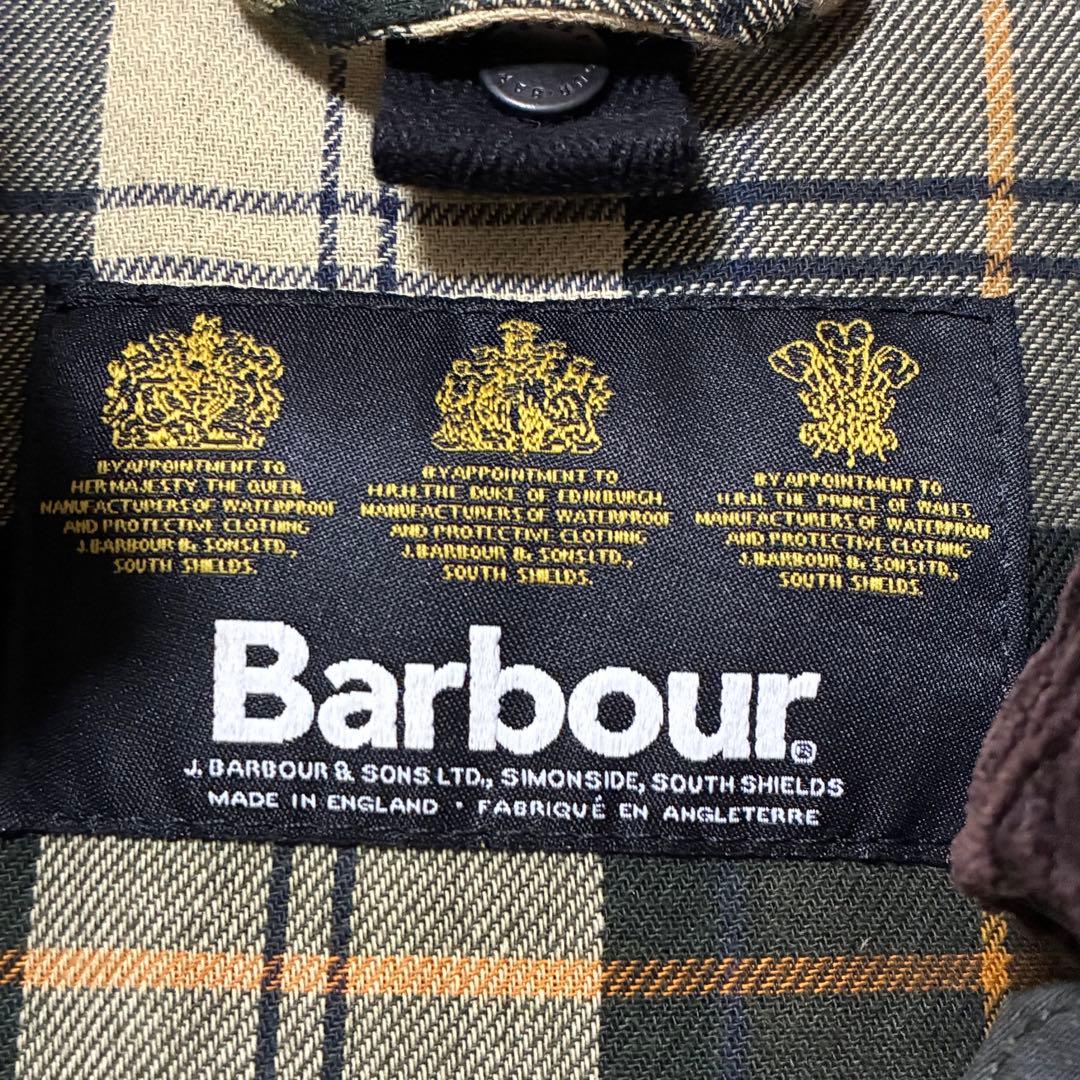 BY APPOINTMENT TO
HER MAJESTY THE QUEEN
MANUFACTURERS OF WATERPROOF
AND PROTECTIVE CLOTHING
J. BARBOUR & SONS LTD.,
SOUTH SHIELDS.
BY APPOINTMENT TO
H.R.H. THE DUKE OF EDINBURGH
MANUFACTURERS OF WATERPROOF
AND PROTECTIVE CLOTHING
J. BARBOUR & SONS LTD.,
SOUTH SHIELDS.
BY APPOINTMENT TO
H.R.H. THE PRINCE OF WALES
MANUFACTURERS OF WATERPROOF
AND PROTECTIVE CLOTHING
J. BARBOUR & SONS LTD.,
SOUTH SHIELDS.
Barbour®
J. BARBOUR & SONS LTD., SIMONSIDE, SOUTH SHIELDS
MADE IN ENGLAND · FABRIQUÉ EN ANGLETERRE